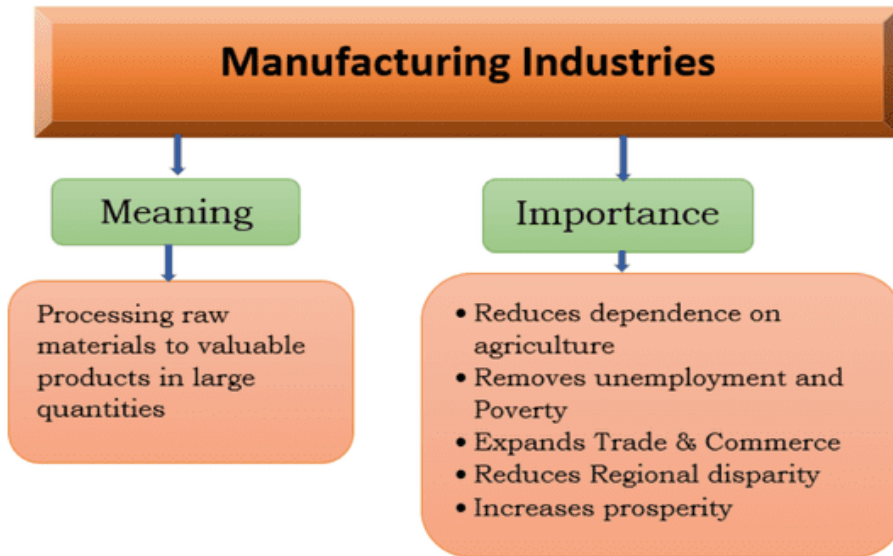 Manufacturing Industries
Meaning
Importance
Processing raw
materials to valuable
products in large
quantities
• Reduces dependence on
agriculture
• Removes unemployment and
Poverty
• Expands Trade & Commerce
• Reduces Regional disparity
• Increases prosperity